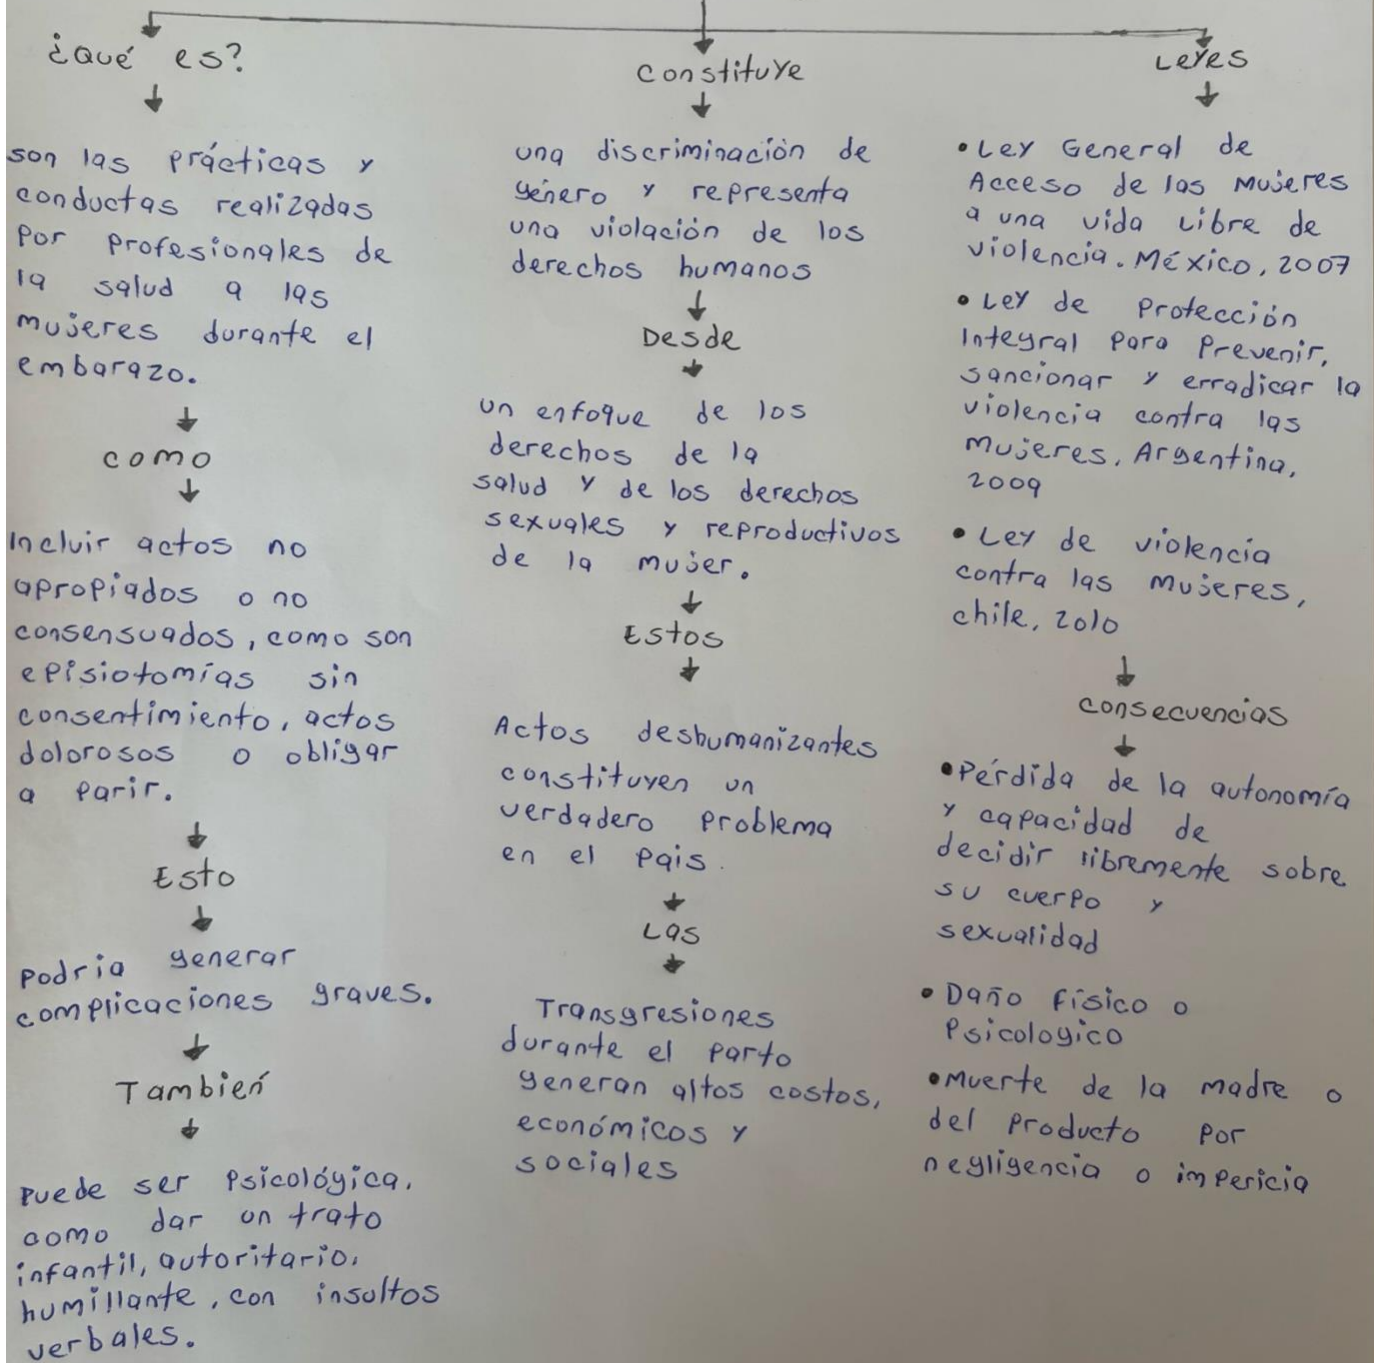 ¿Qué es?
son las prácticas y
conductas realizadas
por profesionales de
la salud a las
mujeres durante el
embarazo.
como
Incluir actos no
apropiados o no
consensuados, como son
episiotomías sin
consentimiento, actos
dolorosos o obligar
a parir.
Esto
podria generar
complicaciones graves.
Tambien
puede ser psicológica,
como dar un trato
infantil, autoritario,
humillante, con insultos
verbales.
constituye
una discriminación de
género y representa
una violación de los
derechos humanos
Desde
un enfoque de los
derechos de la
salud y de los derechos
sexuales y reproductivos
de la mujer.
Estos
Actos deshumanizantes
constituyen un
verdadero problema
en el pais.
Las
Transgresiones
durante el parto
generan altos costos,
económicos y
sociales
Leyes
• Ley General de
Acceso de las Mujeres
a una vida Libre de
violencia. México, 2007
• Ley de Protección
Integral para Prevenir,
sancionar y erradicar la
violencia contra las
Mujeres, Argentina,
2009
• Ley de violencia
contra las Mujeres,
chile, 2010
consecuencias
• Pérdida de la autonomía
y capacidad de
decidir libremente sobre
su cuerpo y
sexualidad
• Daño físico o
Psicologico
• Muerte de la madre o
del producto por
negligencia o impericia